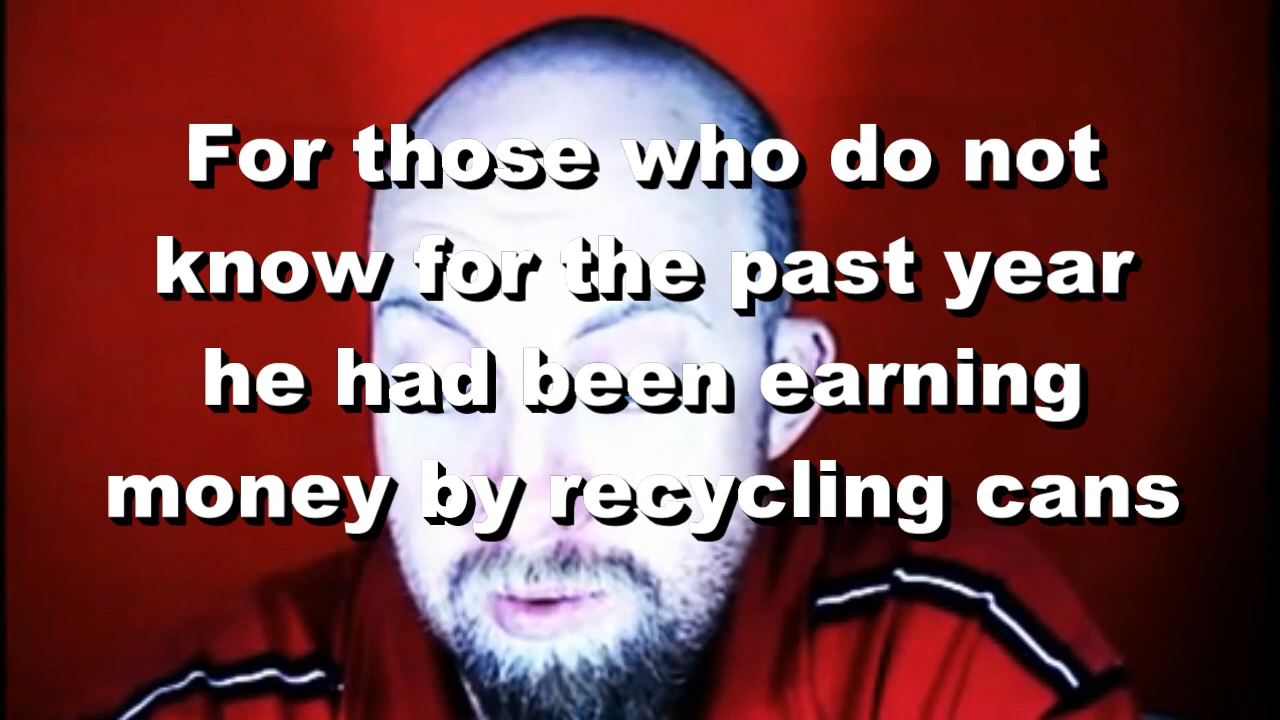 For those who do not
know for the past year
he had been earning
money by recycling cans